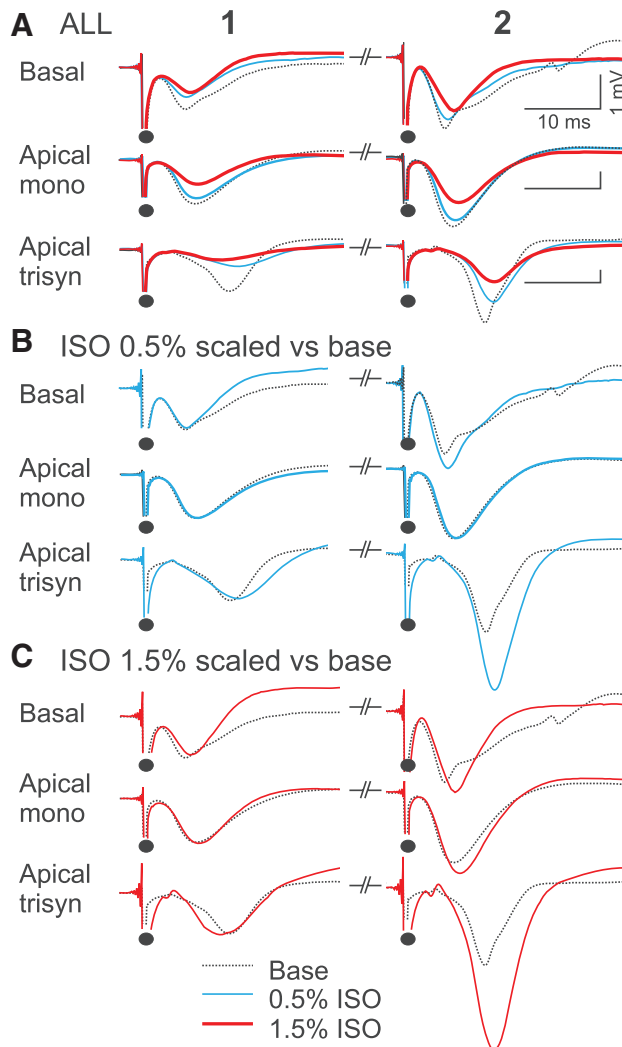 A ALL 1 2
Basal
1 mV
10 ms
Apical
mono
Apical
trisyn
B ISO 0.5% scaled vs base
Basal
Apical
mono
Apical
trisyn
C ISO 1.5% scaled vs base
Basal
Apical
mono
Apical
trisyn
Base
0.5% ISO
1.5% ISO